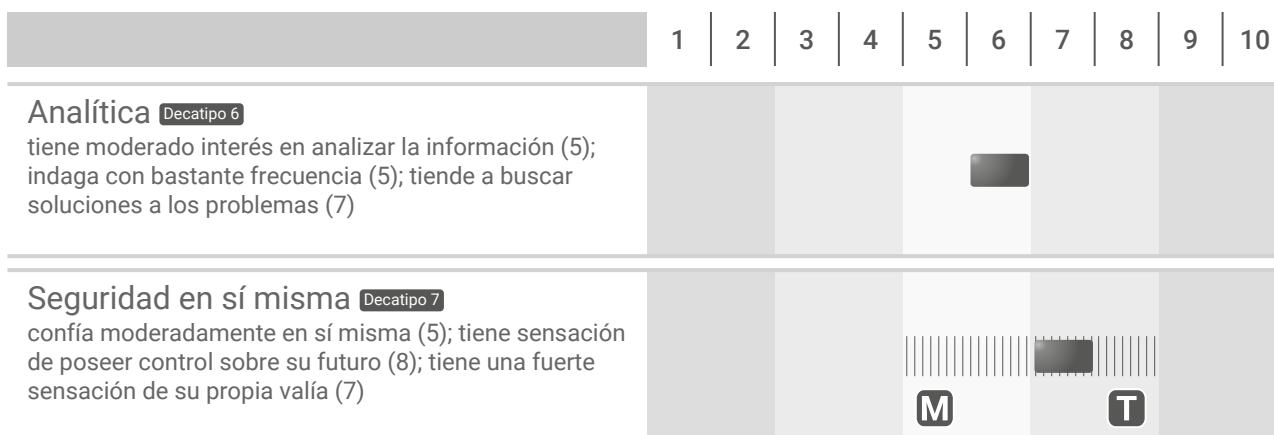 1 2 3 4 5 6 7 8 9 10
Analítica Decatipo 6
tiene moderado interés en analizar la información (5);
indaga con bastante frecuencia (5); tiende a buscar
soluciones a los problemas (7)
Seguridad en sí misma Decatipo 7
confía moderadamente en sí misma (5); tiene sensación
de poseer control sobre su futuro (8); tiene una fuerte
sensación de su propia valía (7)
M T